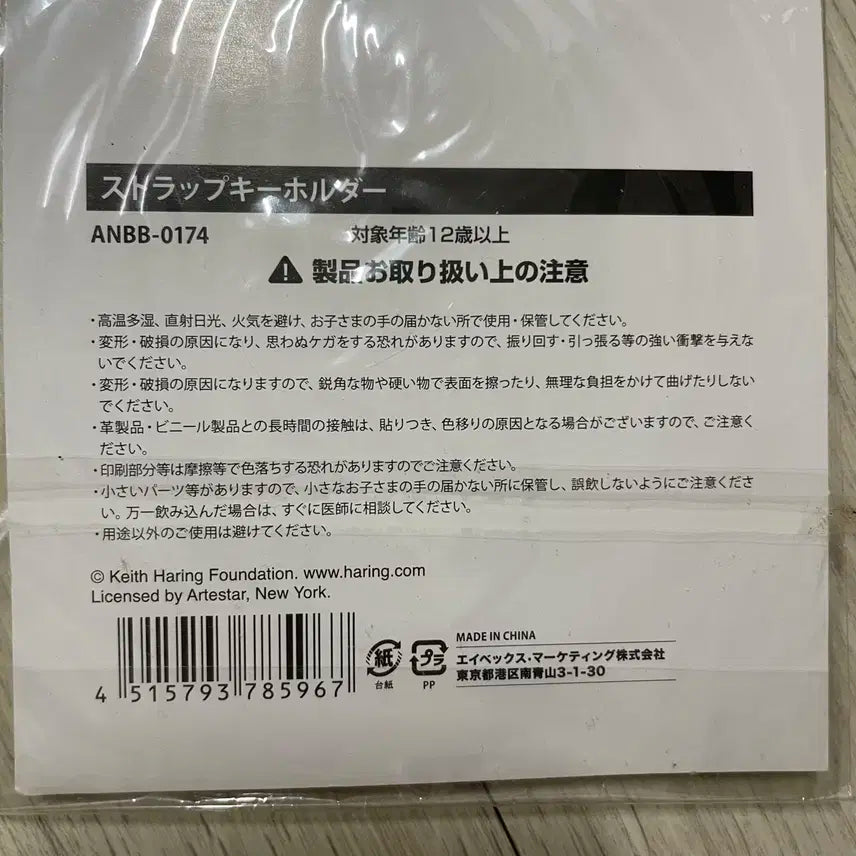 ストラップキーホルダー
ANBB-0174 対象年齢12歳以上
製品お取り扱い上の注意
・高温多湿、直射日光、火気を避け、お子さまの手の届かない所で使用・保管してください。
・変形・破損の原因になり、思わぬケガをする恐れがありますので、振り回す・引っ張る等の強い衝撃を与えな
いでください。
・変形・破損の原因になりますので、鋭角な物や硬い物で表面を擦ったり、無理な負担をかけて曲げたりしない
でください。
・革製品・ビニール製品との長時間の接触は、貼りつき、色移りの原因となる場合がございますので、ご注意く
ださい。
・印刷部分等は摩擦等で色落ちする恐れがありますのでご注意ください。
・小さいパーツ等がありますので、小さなお子さまの手の届かない所に保管し、誤飲しないようにご注意くださ
い。万一飲み込んだ場合は、すぐに医師に相談してください。
・用途以外のご使用は避けてください。
© Keith Haring Foundation. www.haring.com
Licensed by Artestar, New York.
4 515793 785967
紙
台紙
プラ
PP
MADE IN CHINA
エイベックス・マーケティング株式会社
東京都港区南青山3-1-30